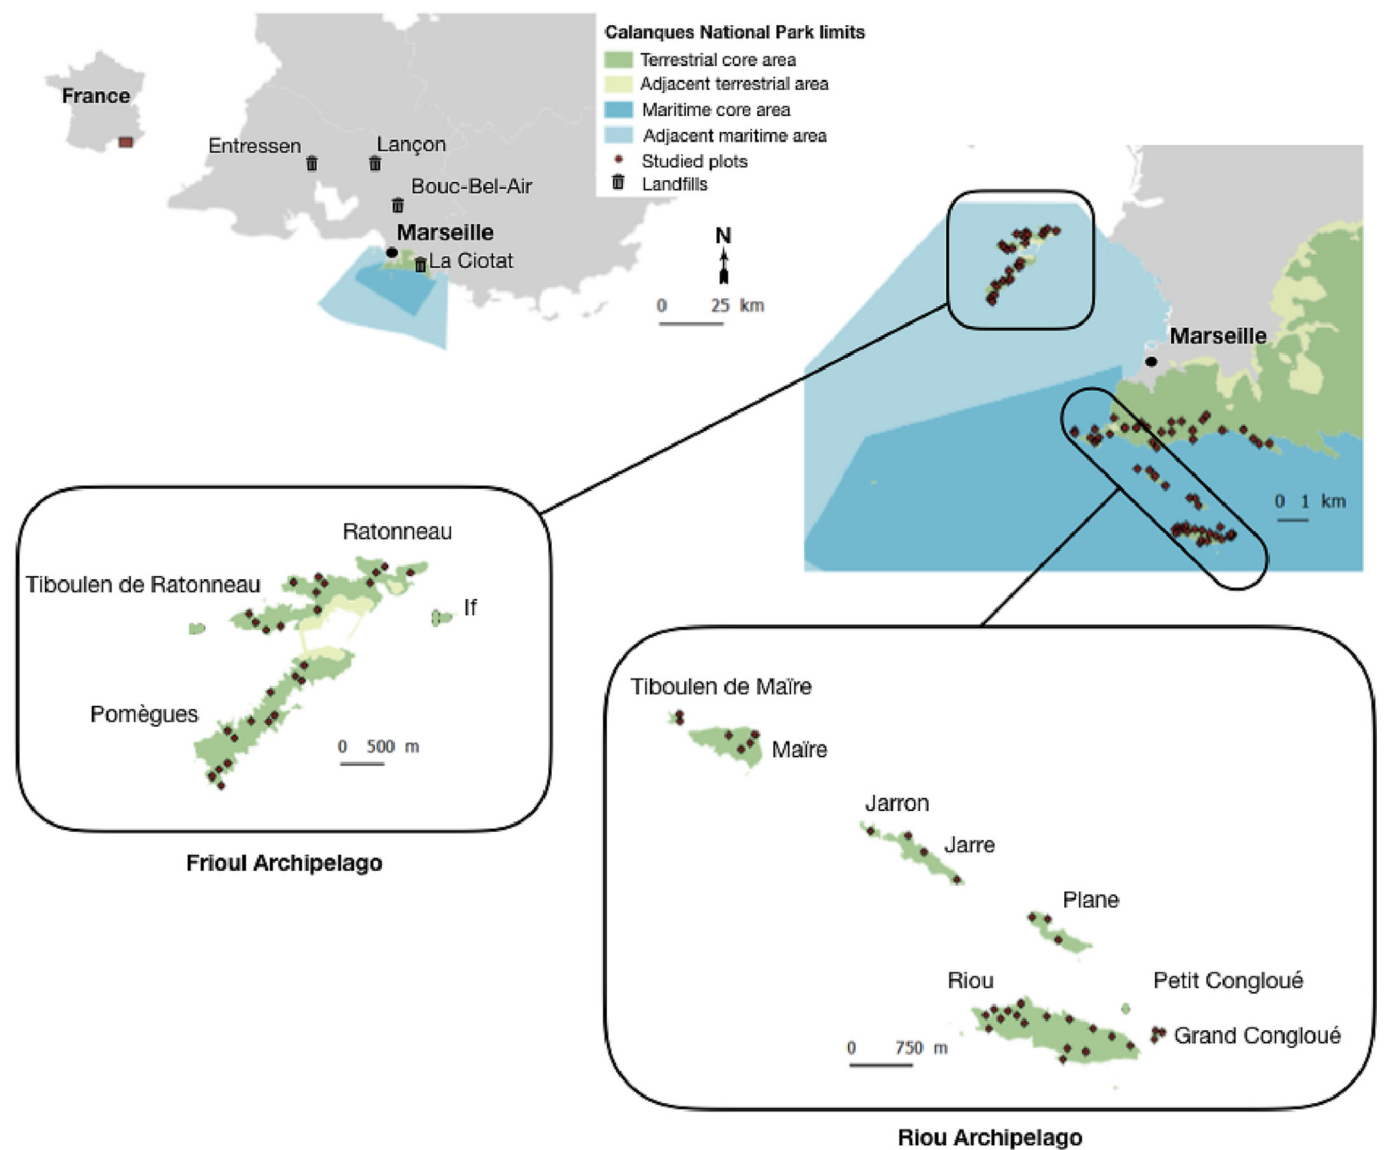 Calanques National Park limits
Terrestrial core area
Adjacent terrestrial area
Maritime core area
Adjacent maritime area
Studied plots
Landfills
France
Entressen
Lançon
Bouc-Bel-Air
Marseille
La Ciotat
N
0 25 km
Marseille
0 1 km
Ratonneau
Tiboulen de Ratonneau
If
Pomègues
0 500 m
Frioul Archipelago
Tiboulen de Maïre
Maïre
Jarron
Jarre
Plane
Riou
Petit Congloué
Grand Congloué
0 750 m
Riou Archipelago